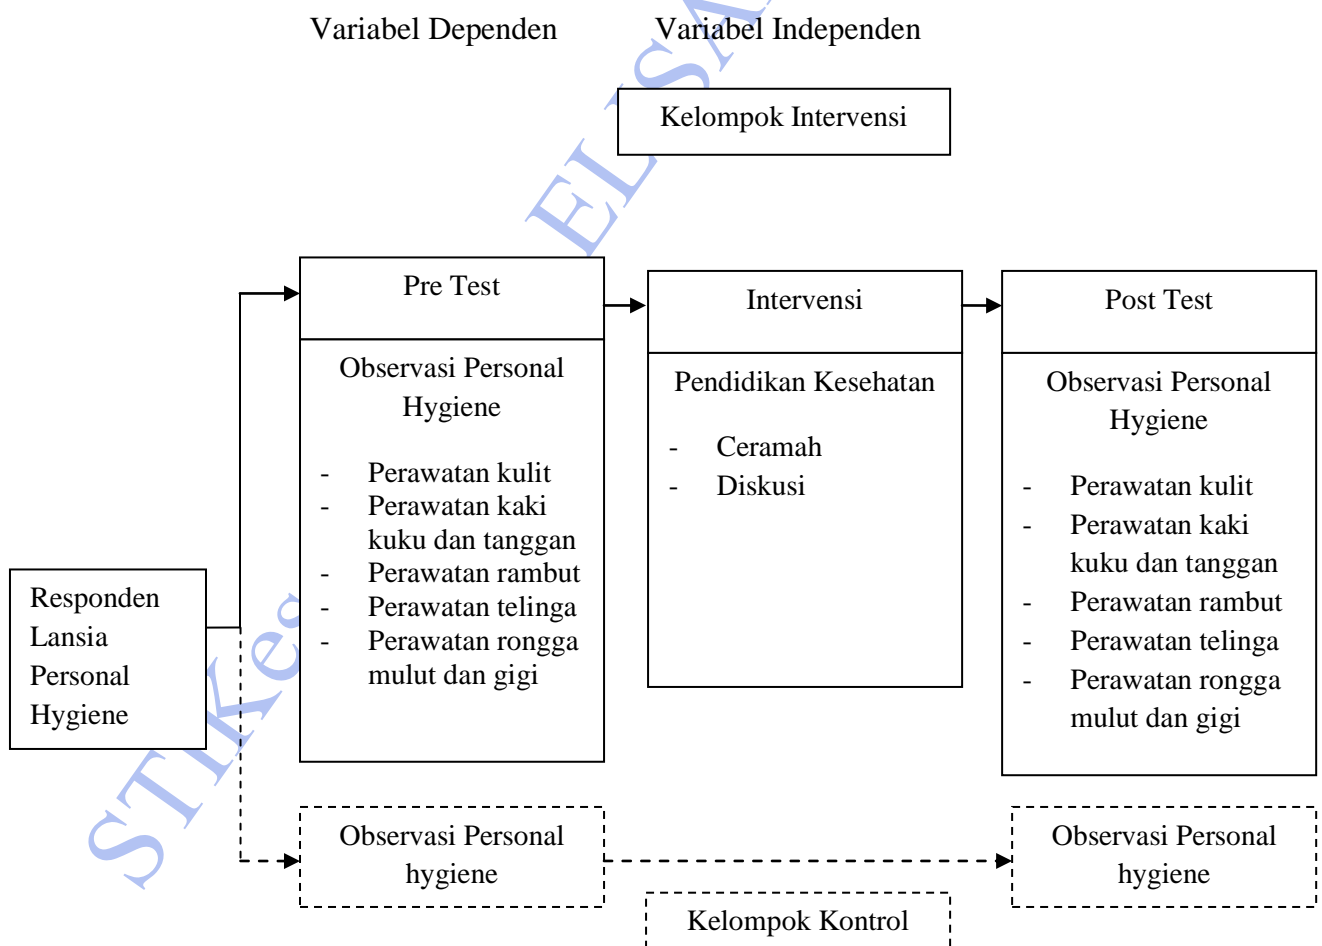 Variabel Dependen
Variabel Independen
Kelompok Intervensi
Pre Test
Observasi Personal
Hygiene
- Perawatan kulit
- Perawatan kaki
kuku dan tanggan
- Perawatan rambut
- Perawatan telinga
- Perawatan rongga
mulut dan gigi
Intervensi
Pendidikan Kesehatan
- Ceramah
- Diskusi
Post Test
Observasi Personal
Hygiene
- Perawatan kulit
- Perawatan kaki
kuku dan tanggan
- Perawatan rambut
- Perawatan telinga
- Perawatan rongga
mulut dan gigi
Responden
Lansia
Personal
Hygiene
Observasi Personal
hygiene
Observasi Personal
hygiene
Kelompok Kontrol
STIKes